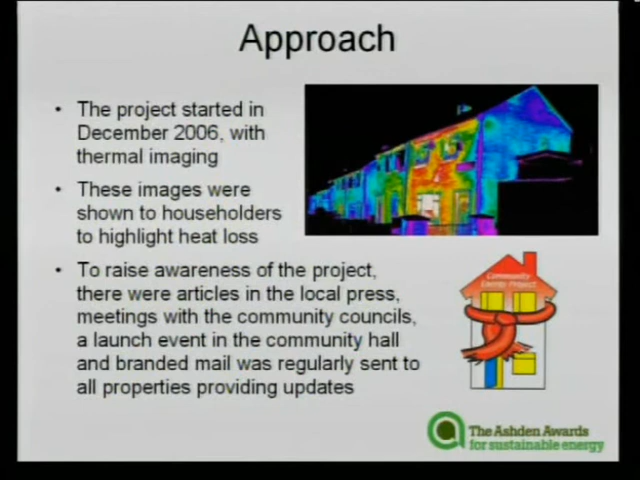 Approach
• The project started in
December 2006, with
thermal imaging
• These images were
shown to householders
to highlight heat loss
• To raise awareness of the project,
there were articles in the local press,
meetings with the community councils,
a launch event in the community hall
and branded mail was regularly sent to
all properties providing updates
Community
Energy Project
The Ashden Awards
for sustainable energy